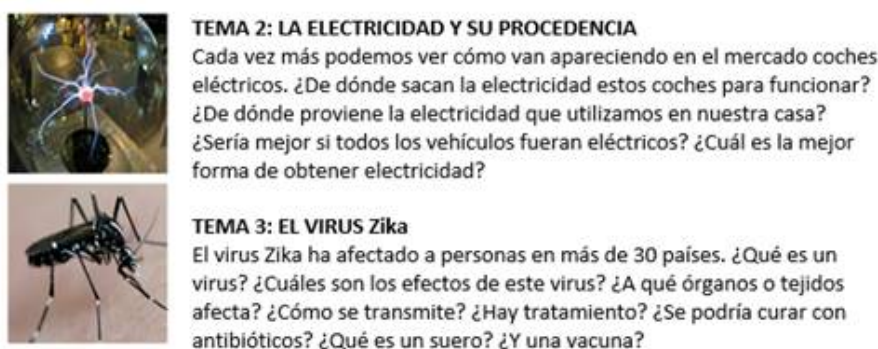 TEMA 2: LA ELECTRICIDAD Y SU PROCEDENCIA
Cada vez más podemos ver cómo van apareciendo en el mercado coches
eléctricos. ¿De dónde sacan la electricidad estos coches para funcionar?
¿De dónde proviene la electricidad que utilizamos en nuestra casa?
¿Sería mejor si todos los vehículos fueran eléctricos? ¿Cuál es la mejor
forma de obtener electricidad?
TEMA 3: EL VIRUS Zika
El virus Zika ha afectado a personas en más de 30 países. ¿Qué es un
virus? ¿Cuáles son los efectos de este virus? ¿A qué órganos o tejidos
afecta? ¿Cómo se transmite? ¿Hay tratamiento? ¿Se podría curar con
antibióticos? ¿Qué es un suero? ¿Y una vacuna?